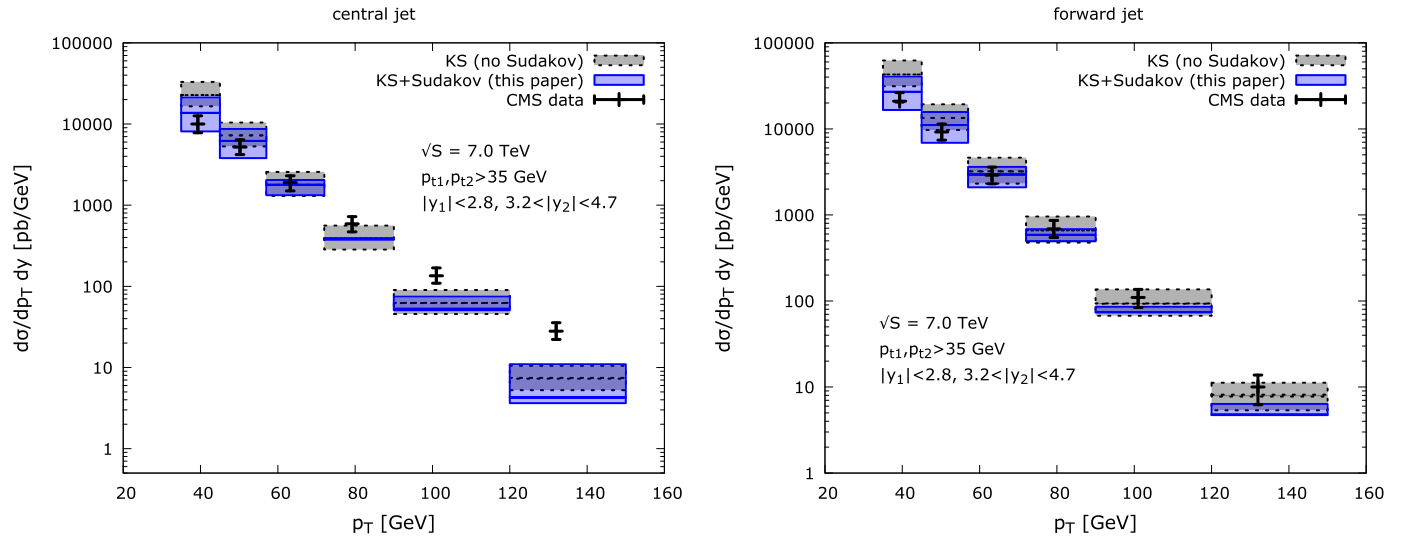 central jet
100000
10000
1000
100
10
1
dσ/dp_T dy [pb/GeV]
KS (no Sudakov)
KS+Sudakov (this paper)
CMS data
√S = 7.0 TeV
p_t1,p_t2>35 GeV
|y_1|<2.8, 3.2<|y_2|<4.7
20 40 60 80 100 120 140 160
p_T [GeV]
forward jet
100000
10000
1000
100
10
1
dσ/dp_T dy [pb/GeV]
KS (no Sudakov)
KS+Sudakov (this paper)
CMS data
√S = 7.0 TeV
p_t1,p_t2>35 GeV
|y_1|<2.8, 3.2<|y_2|<4.7
20 40 60 80 100 120 140 160
p_T [GeV]